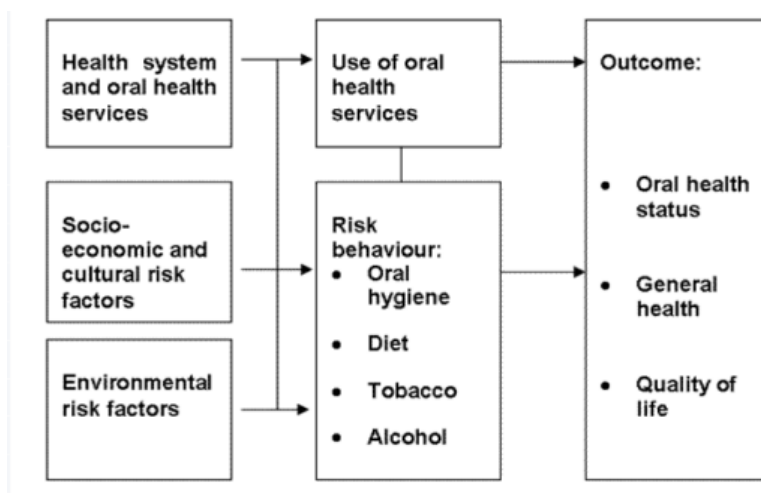 Health system
and oral health
services
Use of oral
health
services
Outcome:
Socio-
economic and
cultural risk
factors
Risk
behaviour:
● Oral
hygiene
● Diet
● Tobacco
● Alcohol
● Oral health
status
● General
health
● Quality of
life
Environmental
risk factors